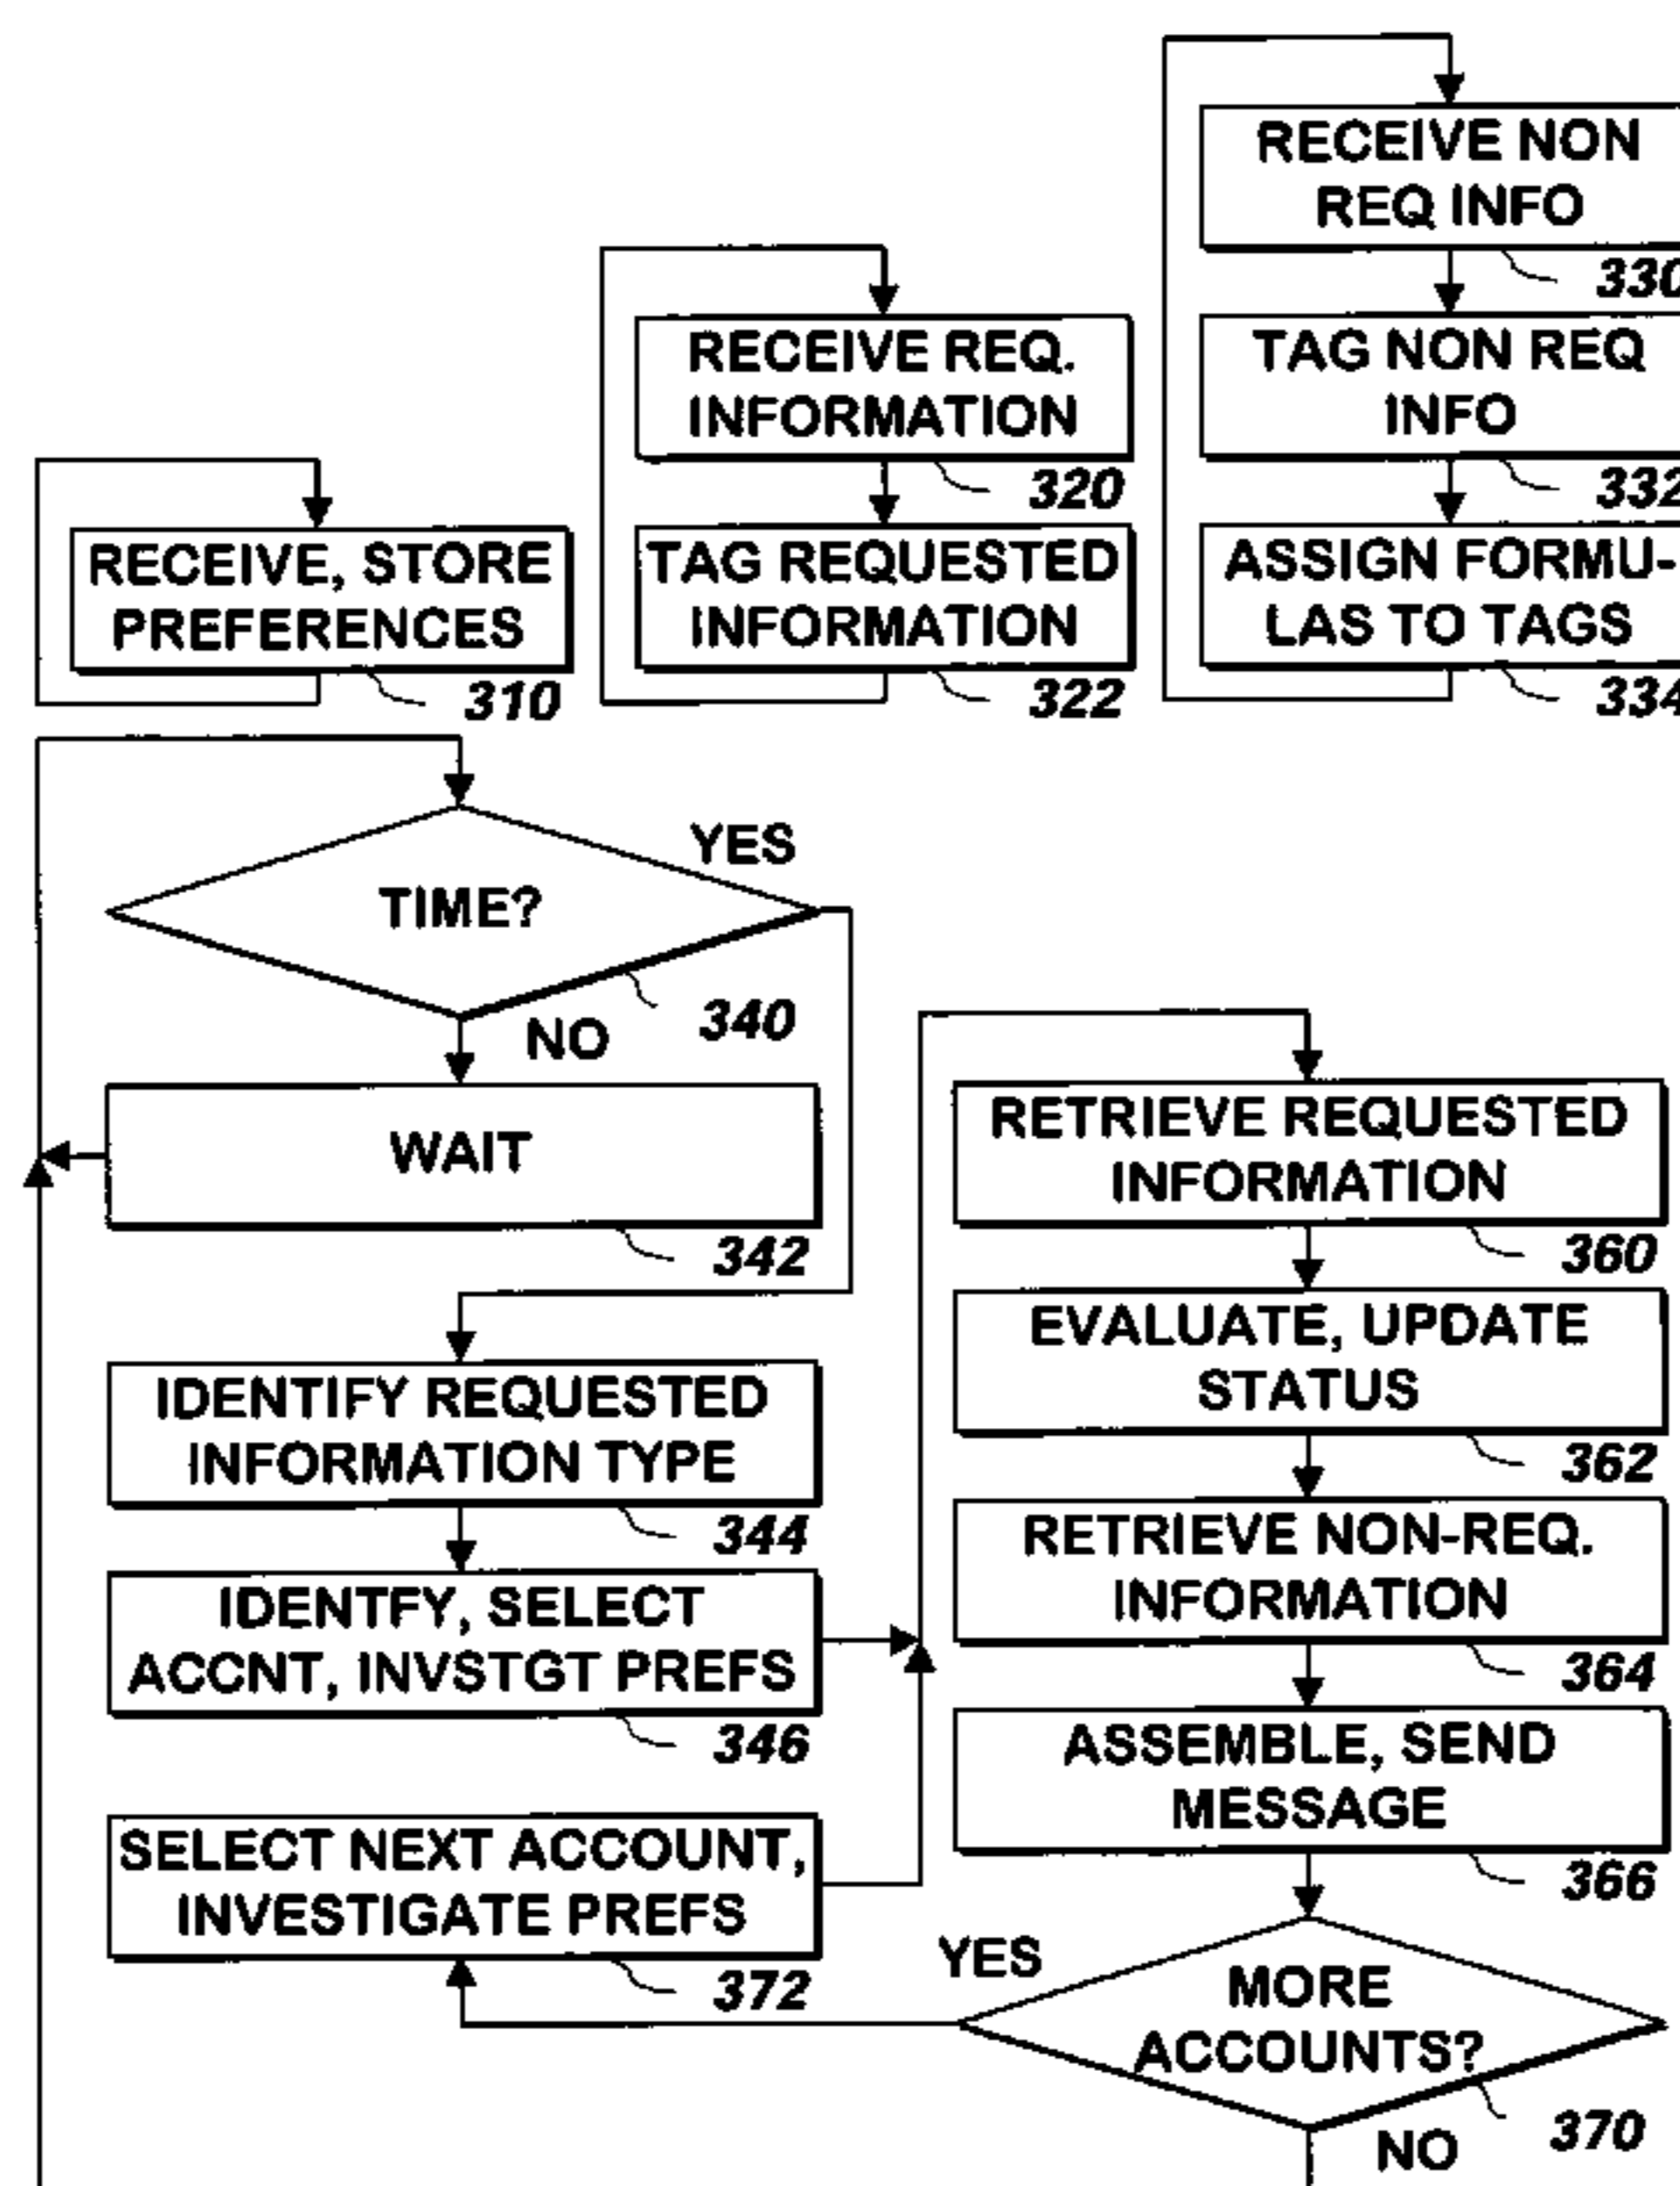 RECEIVE NON
REQ INFO
330
TAG NON REQ
INFO
332
ASSIGN FORMU-
LAS TO TAGS
334
RECEIVE REQ.
INFORMATION
320
TAG REQUESTED
INFORMATION
322
RECEIVE, STORE
PREFERENCES
310
TIME?
YES
340
NO
WAIT
342
IDENTIFY REQUESTED
INFORMATION TYPE
344
IDENTFY, SELECT
ACCNT, INVSTGT PREFS
346
SELECT NEXT ACCOUNT,
INVESTIGATE PREFS
372
RETRIEVE REQUESTED
INFORMATION
360
EVALUATE, UPDATE
STATUS
362
RETRIEVE NON-REQ.
INFORMATION
364
ASSEMBLE, SEND
MESSAGE
366
YES
MORE
ACCOUNTS?
370
NO